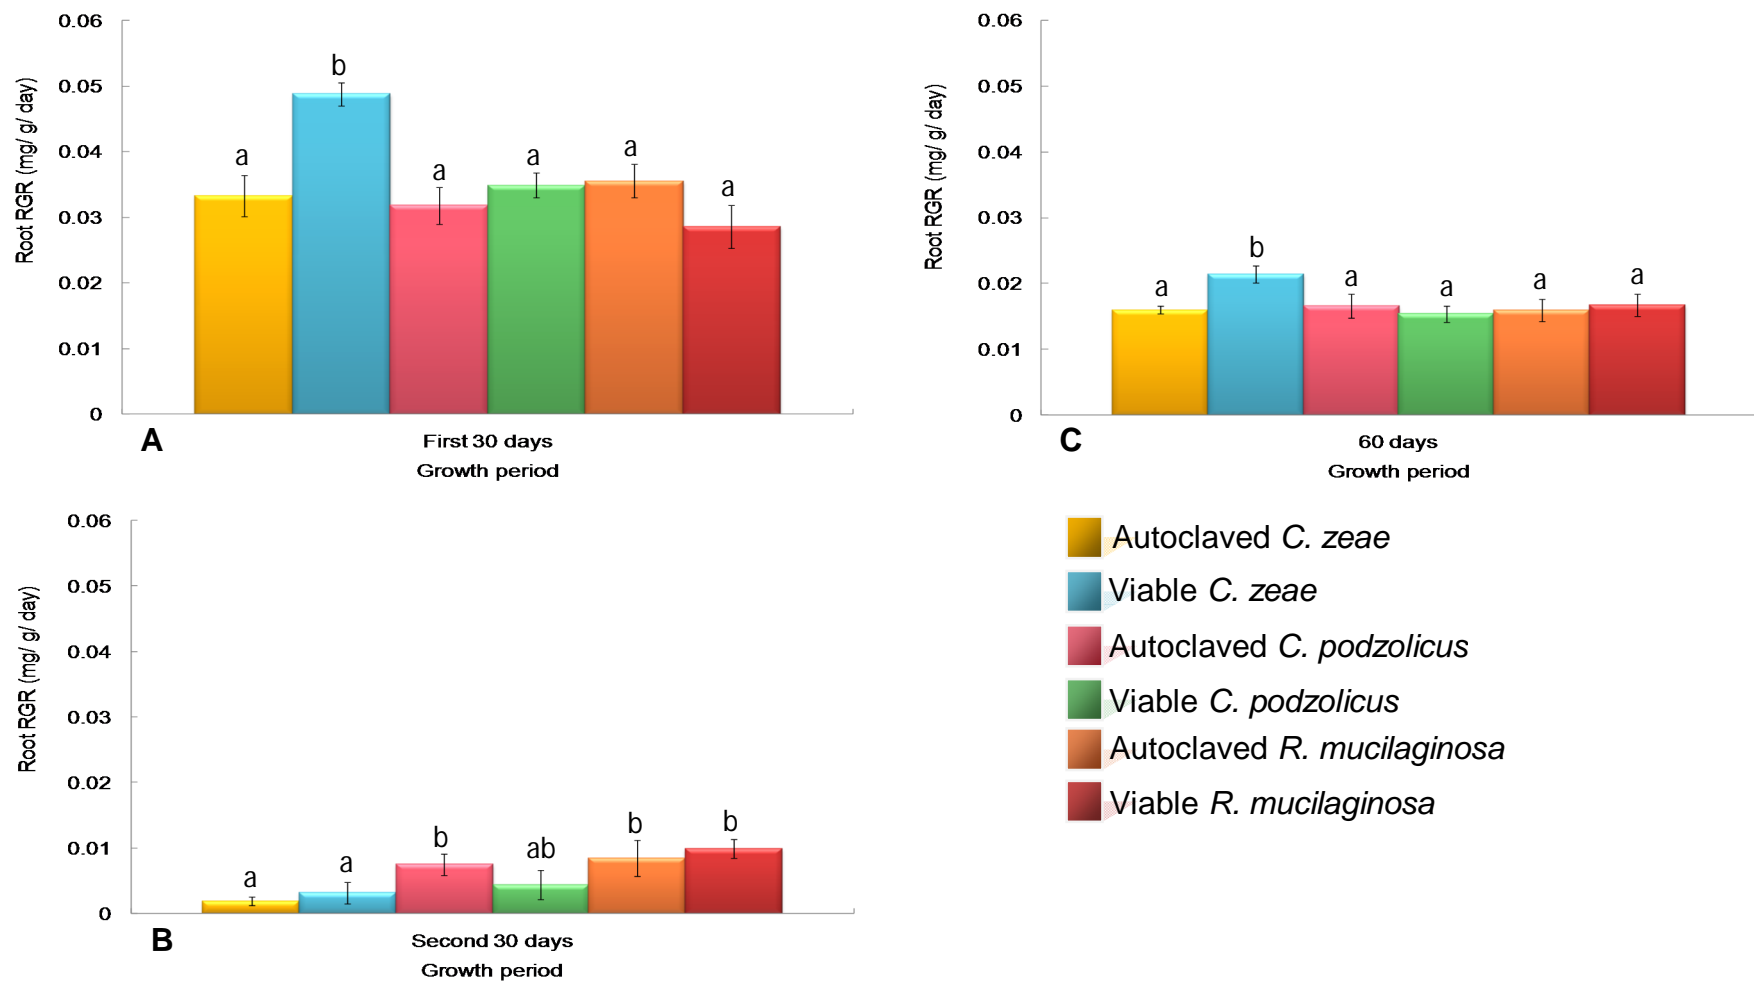 Root RGR (mg/ g/ day)
0.06
0.05
0.04
0.03
0.02
0.01
0
a
b
a
a
a
a
A
First 30 days
Growth period
Root RGR (mg/ g/ day)
0.06
0.05
0.04
0.03
0.02
0.01
0
a
b
a
a
a
a
C
60 days
Growth period
Root RGR (mg/ g/ day)
0.06
0.05
0.04
0.03
0.02
0.01
0
a
a
b
ab
b
b
B
Second 30 days
Growth period
Autoclaved C. zeae
Viable C. zeae
Autoclaved C. podzolicus
Viable C. podzolicus
Autoclaved R. mucilaginosa
Viable R. mucilaginosa